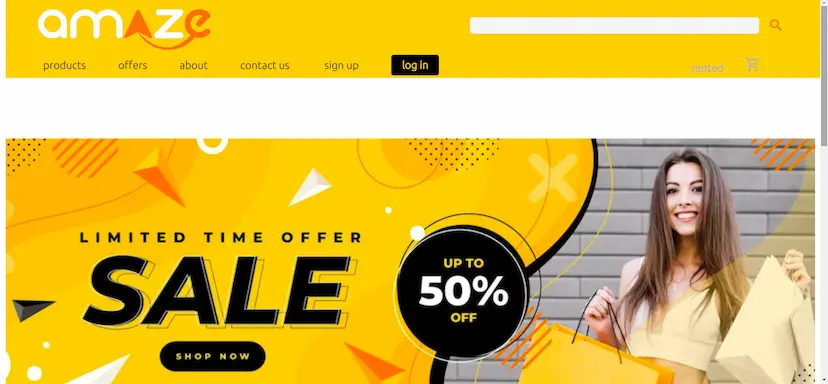 amaze
products offers about contact us sign up log in rented
LIMITED TIME OFFER
SALE
SHOP NOW
UP TO
50%
OFF